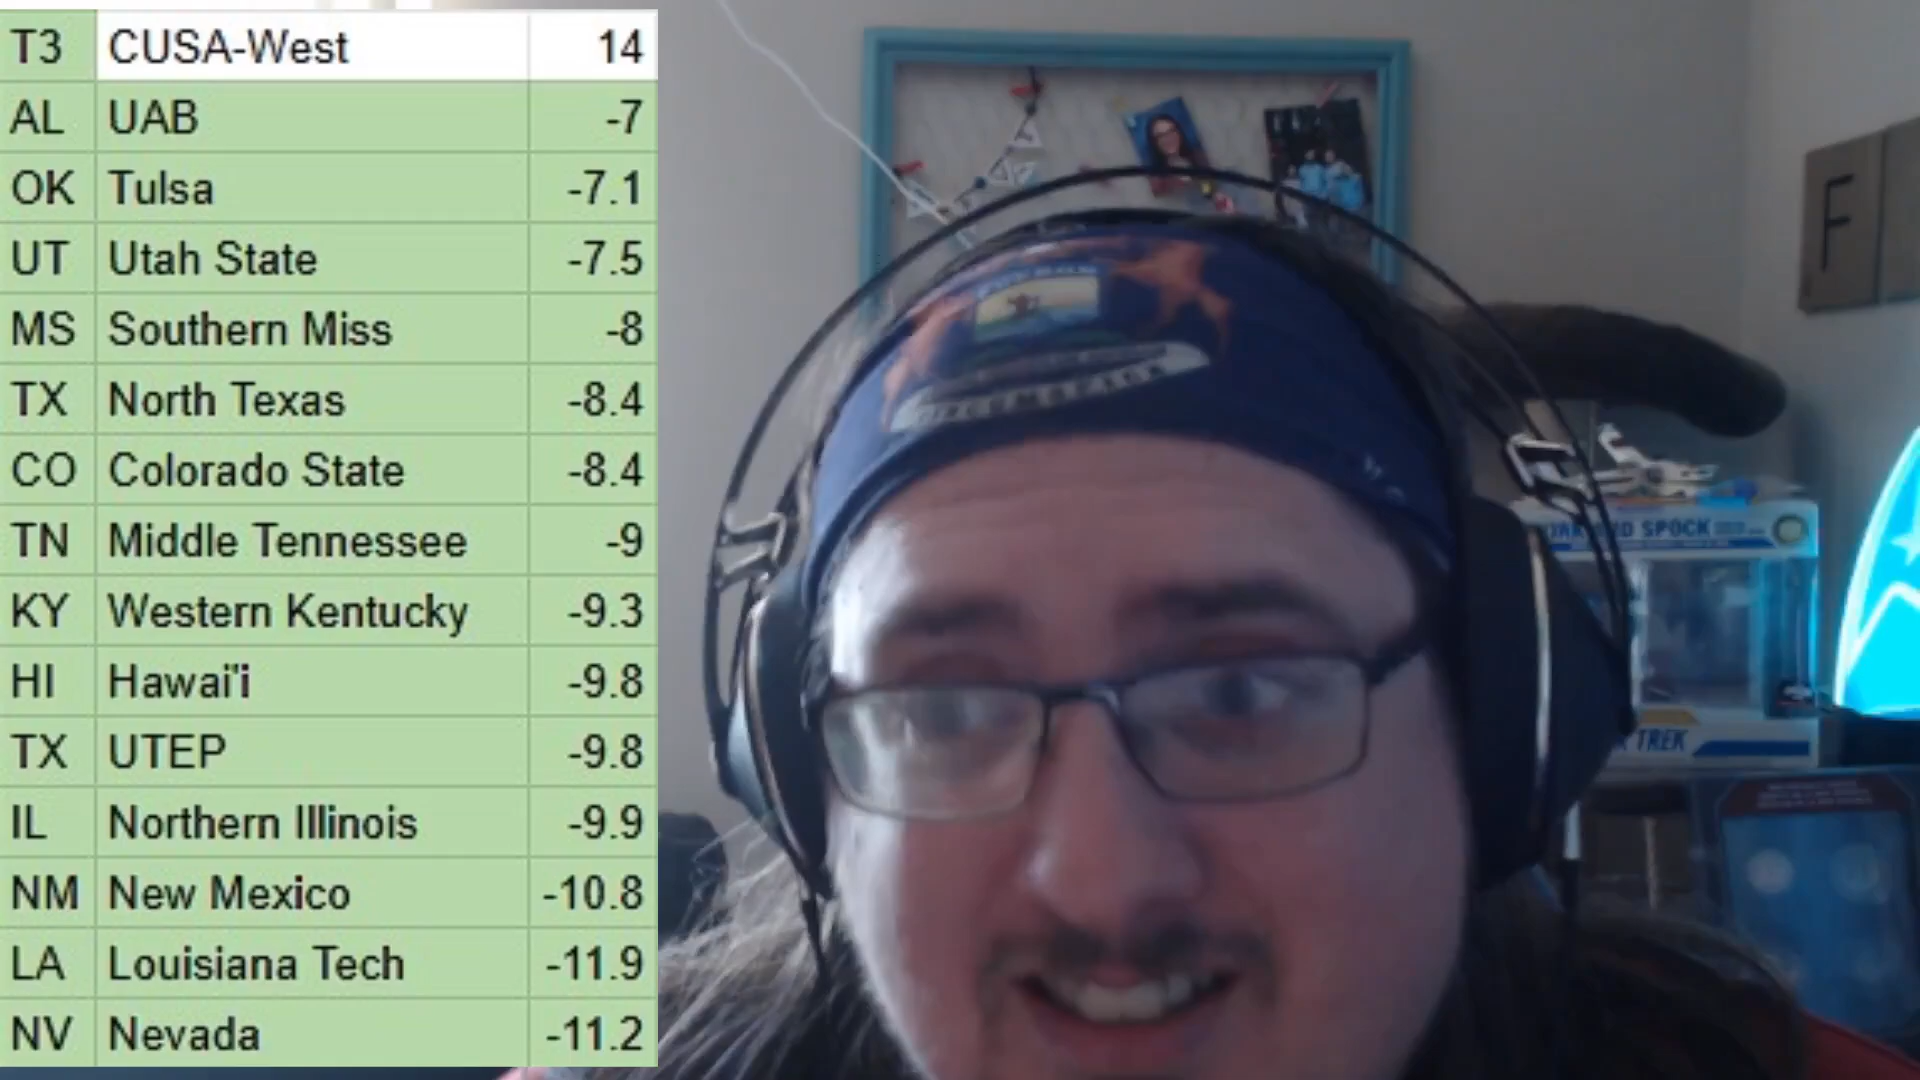 T3 CUSA-West 14
AL UAB -7
OK Tulsa -7.1
UT Utah State -7.5
MS Southern Miss -8
TX North Texas -8.4
CO Colorado State -8.4
TN Middle Tennessee -9
KY Western Kentucky -9.3
HI Hawai'i -9.8
TX UTEP -9.8
IL Northern Illinois -9.9
NM New Mexico -10.8
LA Louisiana Tech -11.9
NV Nevada -11.2
F
SPOCK
TREK